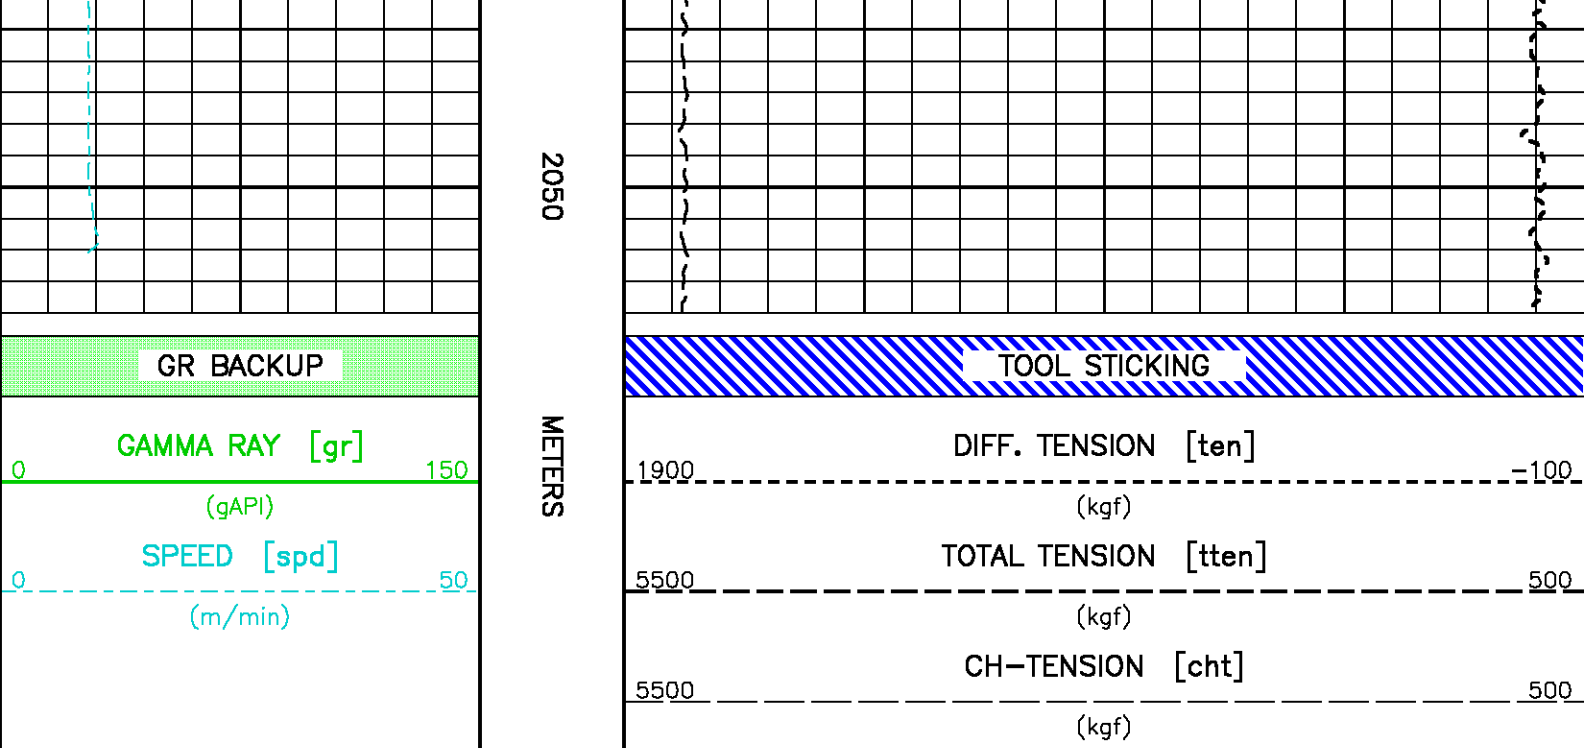 2050
GR BACKUP
TOOL STICKING
METERS
GAMMA RAY [gr]
0 150
(gAPI)
SPEED [spd]
0 50
(m/min)
DIFF. TENSION [ten]
1900 -100
(kgf)
TOTAL TENSION [tten]
5500 500
(kgf)
CH-TENSION [cht]
5500 500
(kgf)